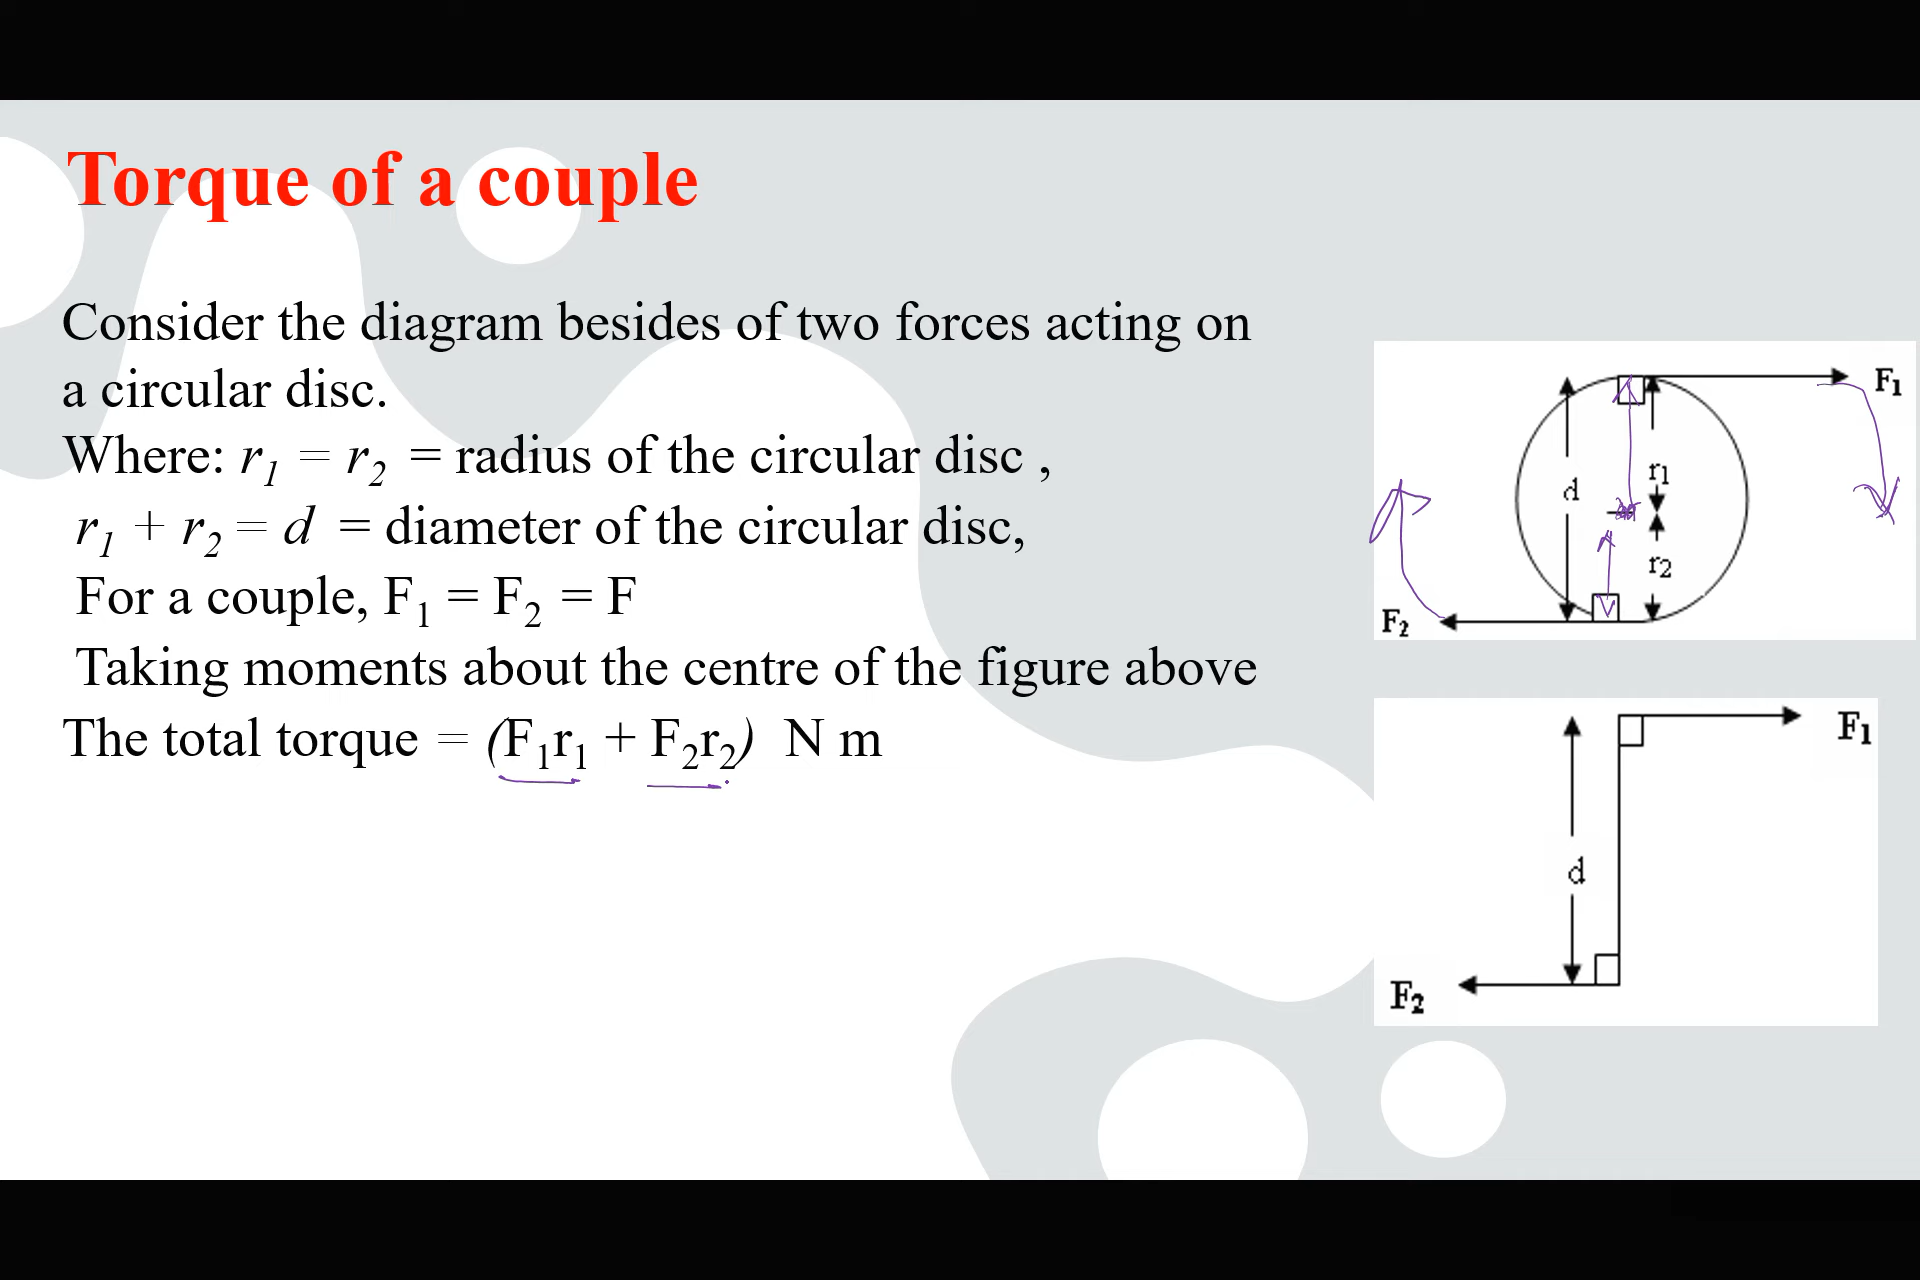 Torque of a couple
Consider the diagram besides of two forces acting on
a circular disc.
Where: r₁ = r₂ = radius of the circular disc ,
r₁ + r₂ = d = diameter of the circular disc,
For a couple, F₁ = F₂ = F
Taking moments about the centre of the figure above
The total torque = (F₁r₁ + F₂r₂) N m
F₁
r₁
d
r₂
F₂
F₁
d
F₂